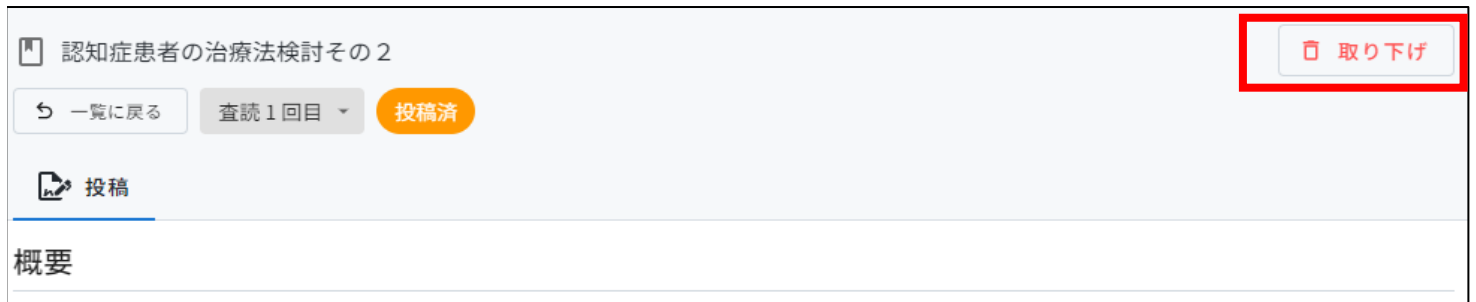 認知症患者の治療法検討その２
取り下げ
一覧に戻る
査読１回目
投稿済
投稿
概要